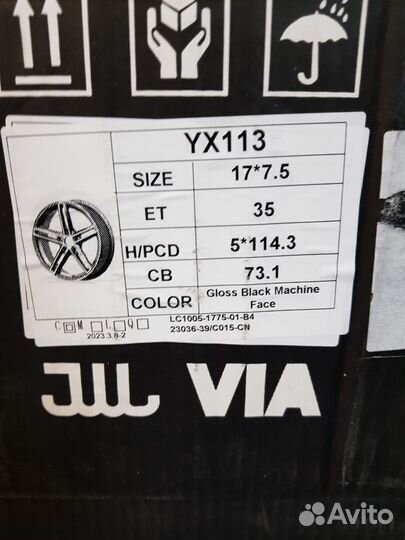 YX113
SIZE 17*7.5
ET 35
H/PCD 5*114.3
CB 73.1
COLOR Gloss Black Machine Face
C M L Q
2023.3.8-2
LC1005-1775-01-B4
23036-39/C015-CN
JWL VIA
Avito